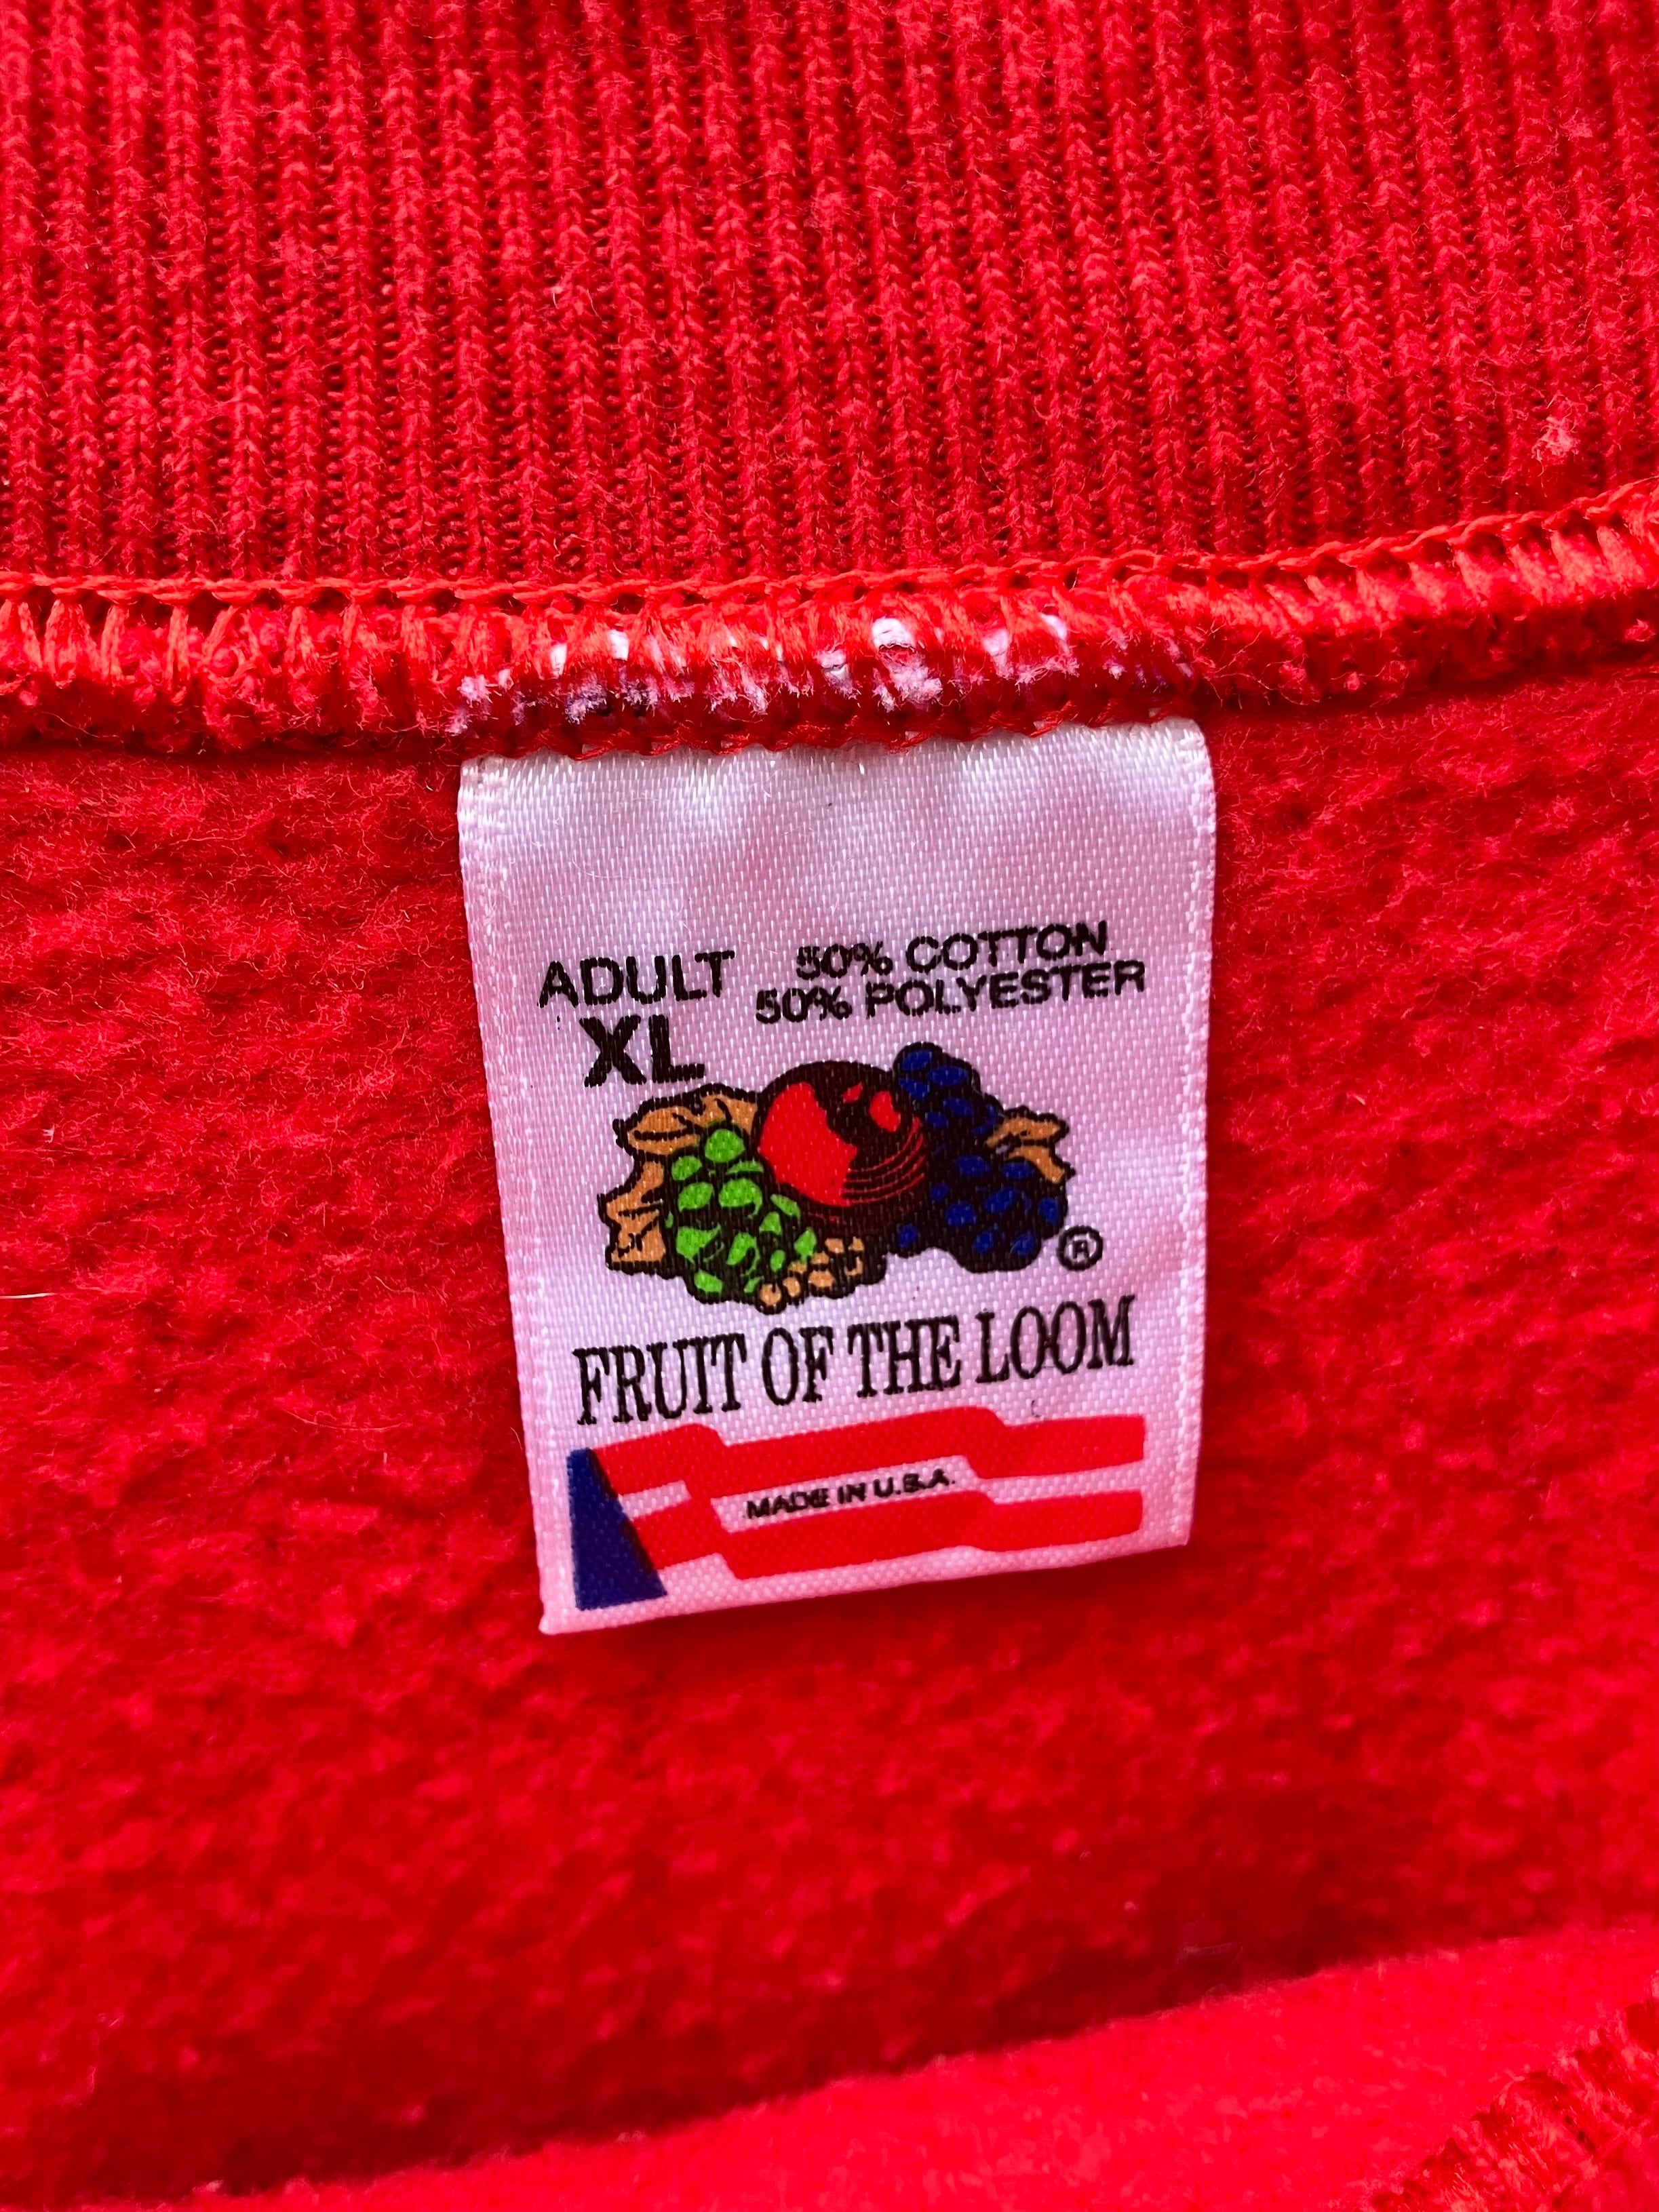 ADULT
XL
50% COTTON
50% POLYESTER
®
FRUIT OF THE LOOM
MADE IN U.S.A.